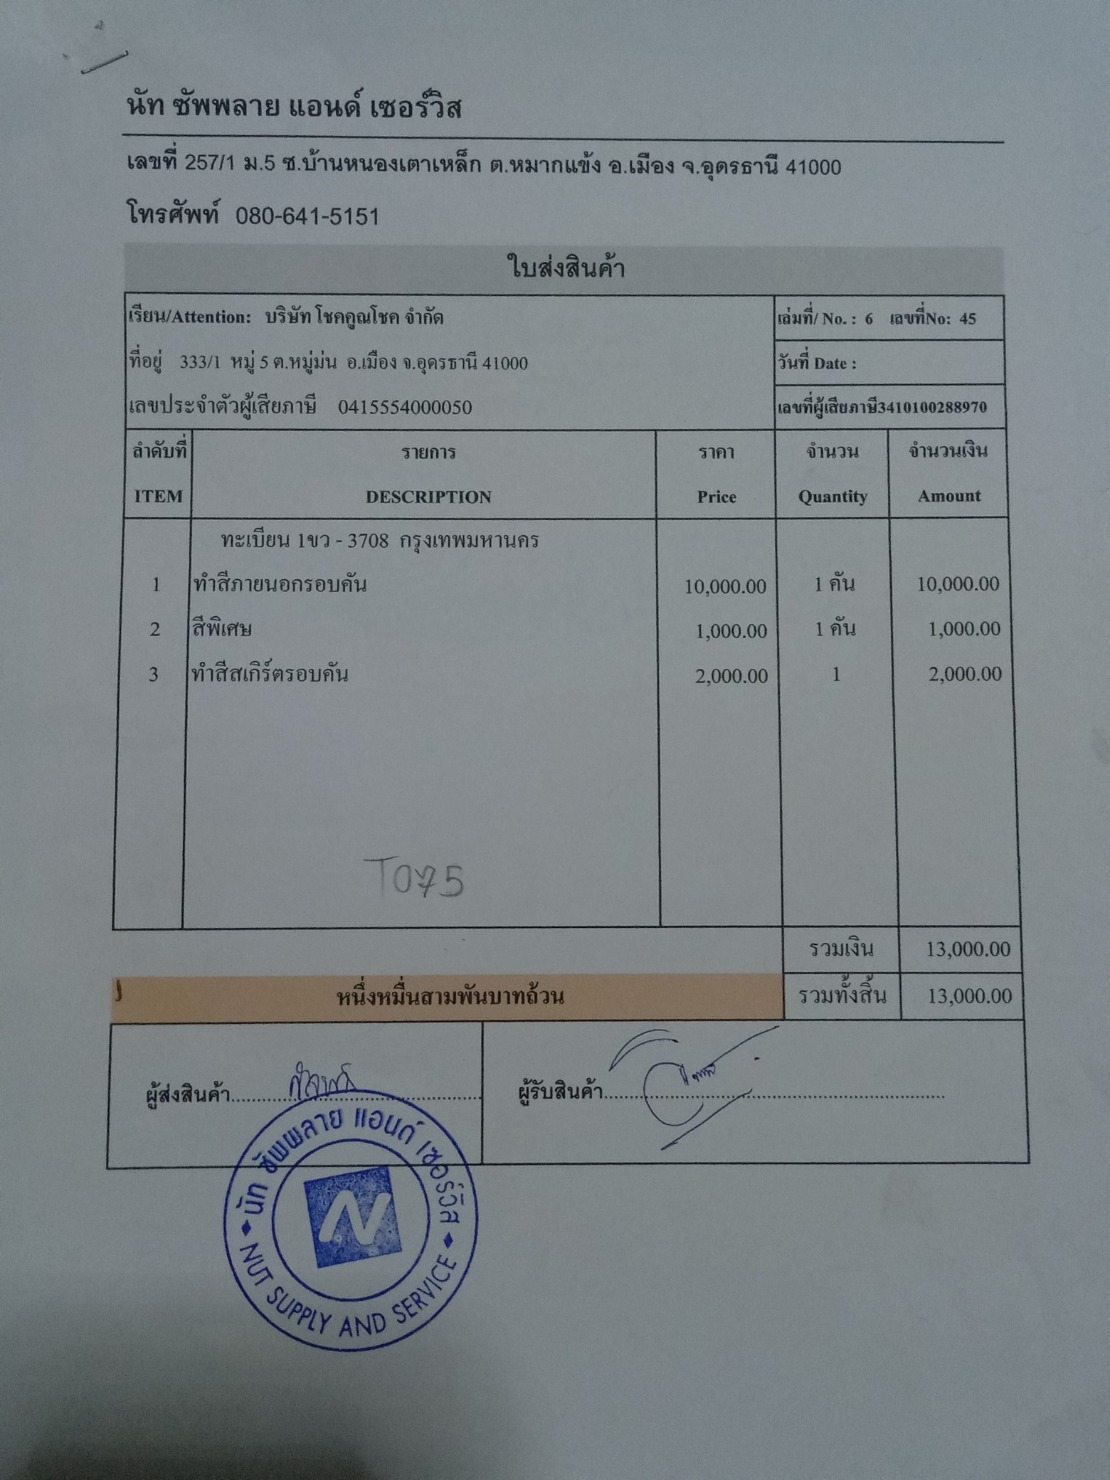 นัท ซัพพลาย แอนด์ เซอร์วิส
เลขที่ 257/1 ม.5 ซ.บ้านหนองเตาเหล็ก ต.หมากแข้ง อ.เมือง จ.อุดรธานี 41000
โทรศัพท์ 080-641-5151
ใบส่งสินค้า
เรียน/Attention: บริษัท โชคคูณโชค จำกัด
เล่มที่/ No. : 6 เลขที่No: 45
ที่อยู่ 333/1 หมู่ 5 ต.หมู่ม่น อ.เมือง จ.อุดรธานี 41000
วันที่ Date :
เลขประจำตัวผู้เสียภาษี 0415554000050
เลขที่ผู้เสียภาษี3410100288970
ลำดับที่ รายการ ราคา จำนวน จำนวนเงิน
ITEM DESCRIPTION Price Quantity Amount
ทะเบียน 1ขว - 3708 กรุงเทพมหานคร
1 ทำสีภายนอกรอบคัน 10,000.00 1 คัน 10,000.00
2 สีพิเศษ 1,000.00 1 คัน 1,000.00
3 ทำสีสเกิร์ตรอบคัน 2,000.00 1 2,000.00
T075
รวมเงิน 13,000.00
หนึ่งหมื่นสามพันบาทถ้วน รวมทั้งสิ้น 13,000.00
ผู้ส่งสินค้า
ผู้รับสินค้า
นัท ซัพพลาย แอนด์ เซอร์วิส
N
NUT SUPPLY AND SERVICE